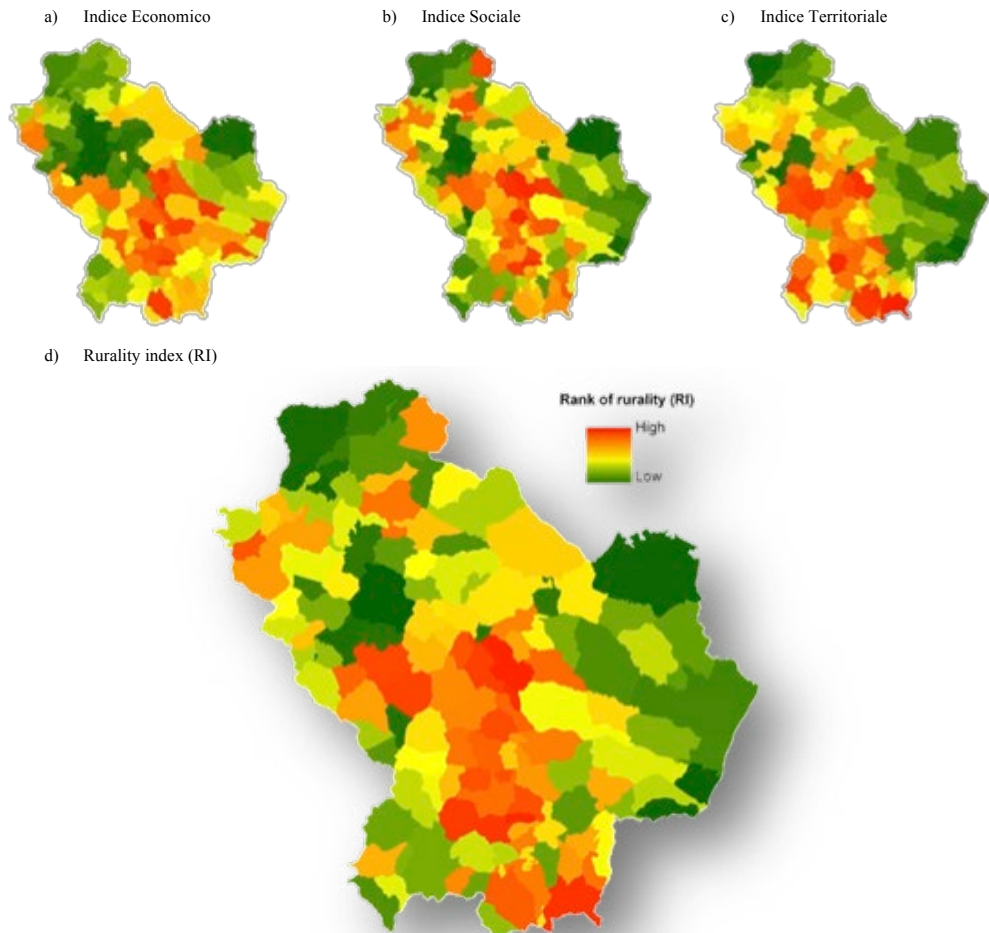 a) Indice Economico
b) Indice Sociale
c) Indice Territoriale
d) Rurality index (RI)
Rank of rurality (RI)
High
Low